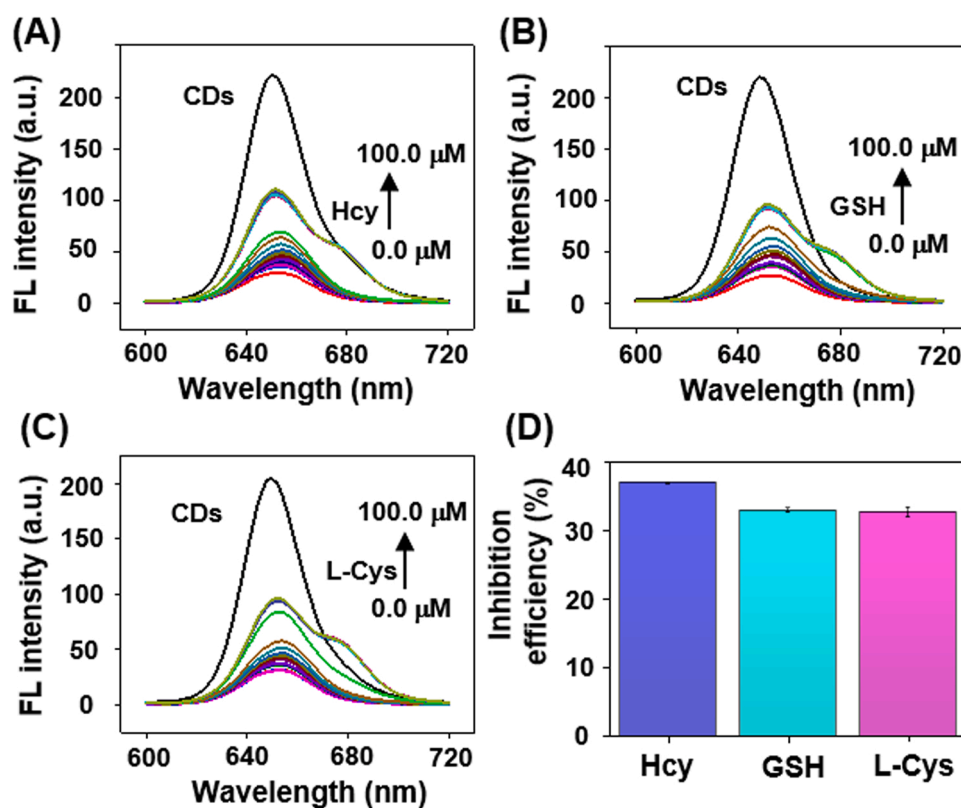 (A)
FL intensity (a.u.)
200
150
100
50
0
CDs
100.0 μM
Hcy
0.0 μM
600 640 680 720
Wavelength (nm)
(B)
FL intensity (a.u.)
200
150
100
50
0
CDs
100.0 μM
GSH
0.0 μM
600 640 680 720
Wavelength (nm)
(C)
FL intensity (a.u.)
200
150
100
50
0
CDs
100.0 μM
L-Cys
0.0 μM
600 640 680 720
Wavelength (nm)
(D)
Inhibition
efficiency (%)
40
30
20
10
0
Hcy GSH L-Cys